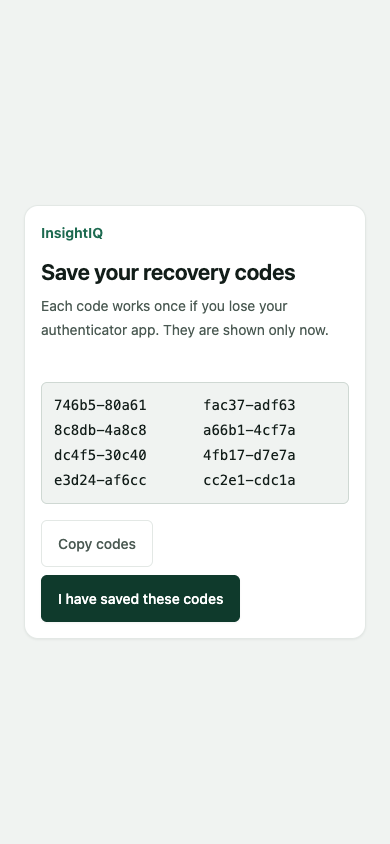 InsightIQ
Save your recovery codes
Each code works once if you lose your
authenticator app. They are shown only now.
746b5-80a61 fac37-adf63
8c8db-4a8c8 a66b1-4cf7a
dc4f5-30c40 4fb17-d7e7a
e3d24-af6cc cc2e1-cdc1a
Copy codes
I have saved these codes